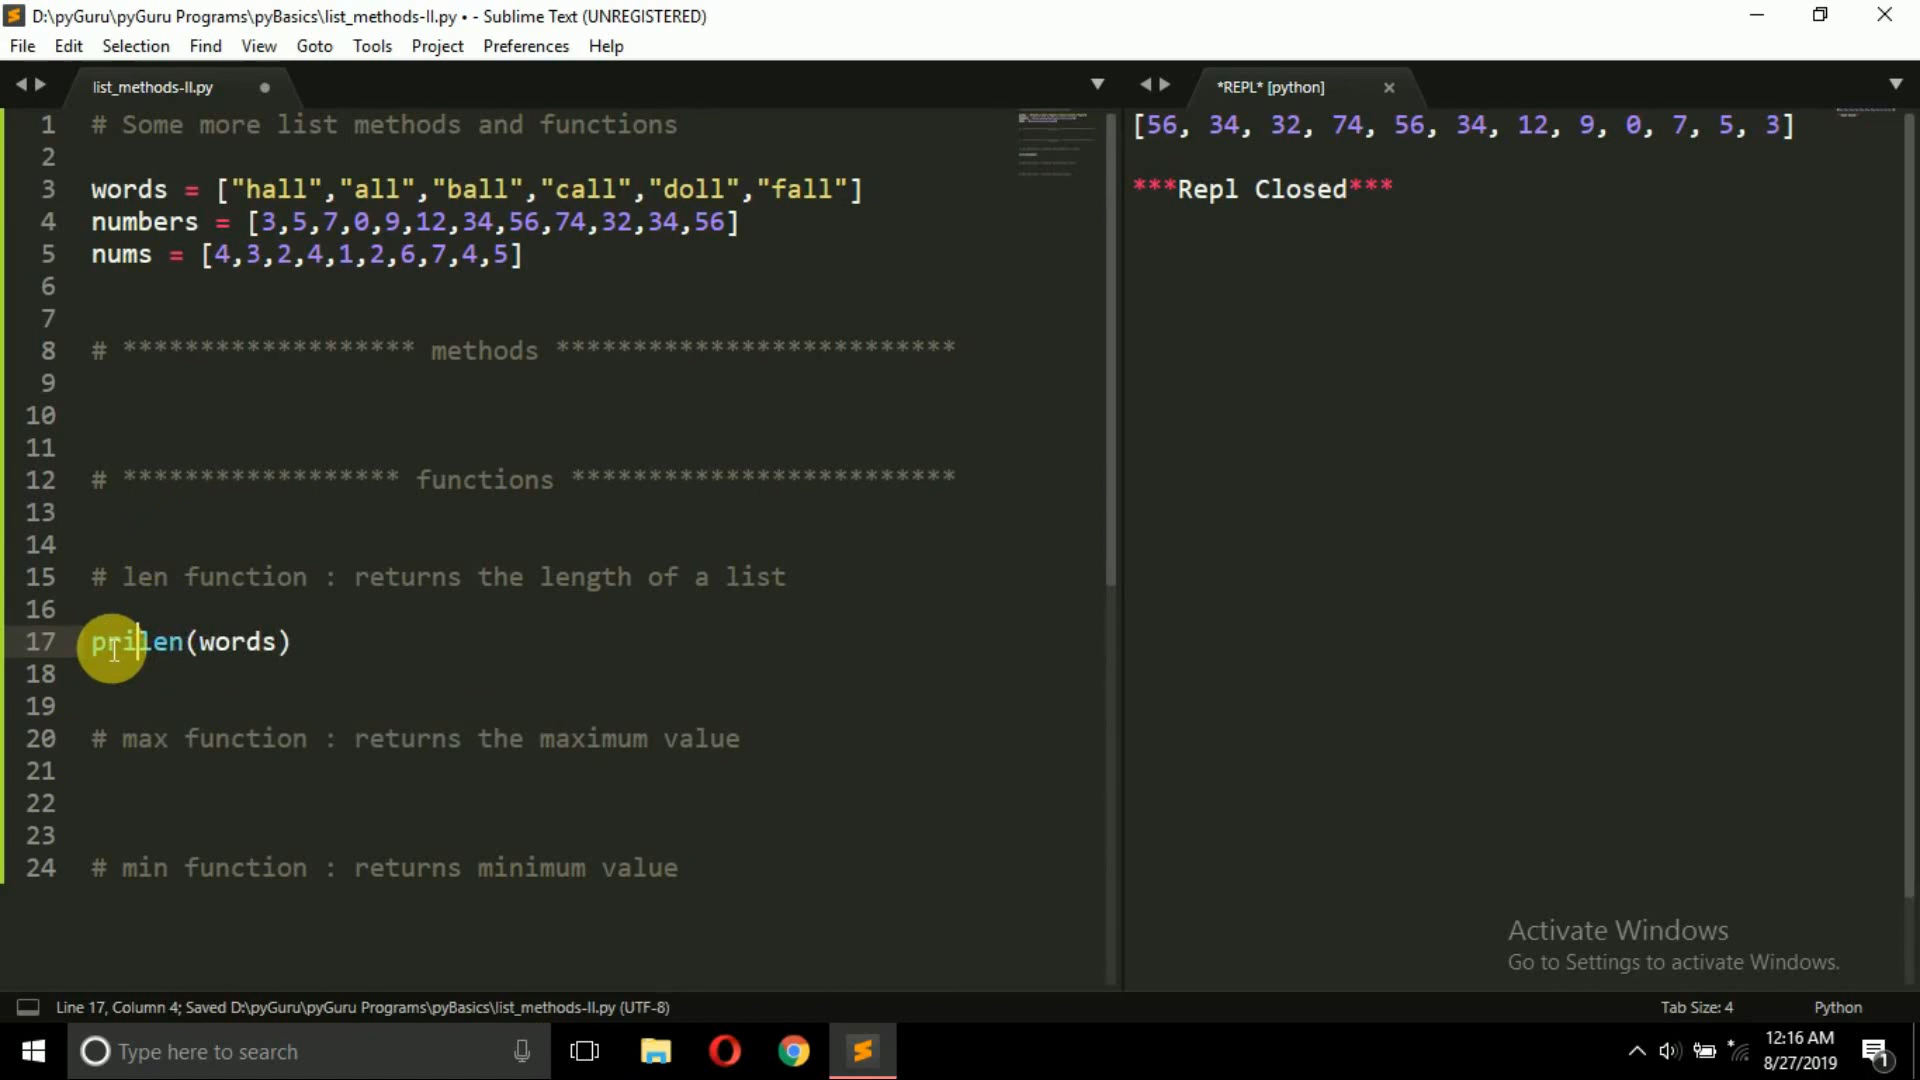 D:\pyGuru\pyGuru Programs\pyBasics\list_methods-II.py • - Sublime Text (UNREGISTERED)
File Edit Selection Find View Goto Tools Project Preferences Help
list_methods-II.py
*REPL* [python]
1 # Some more list methods and functions
2
3 words = ["hall","all","ball","call","doll","fall"]
4 numbers = [3,5,7,0,9,12,34,56,74,32,34,56]
5 nums = [4,3,2,4,1,2,6,7,4,5]
6
7
8 # ******************* methods **************************
9
10
11
12 # ****************** functions *************************
13
14
15 # len function : returns the length of a list
16
17 prilen(words)
18
19
20 # max function : returns the maximum value
21
22
23
24 # min function : returns minimum value
[56, 34, 32, 74, 56, 34, 12, 9, 0, 7, 5, 3]
***Repl Closed***
Activate Windows
Go to Settings to activate Windows.
Line 17, Column 4; Saved D:\pyGuru\pyGuru Programs\pyBasics\list_methods-II.py (UTF-8)
Tab Size: 4
Python
Type here to search
12:16 AM
8/27/2019
1